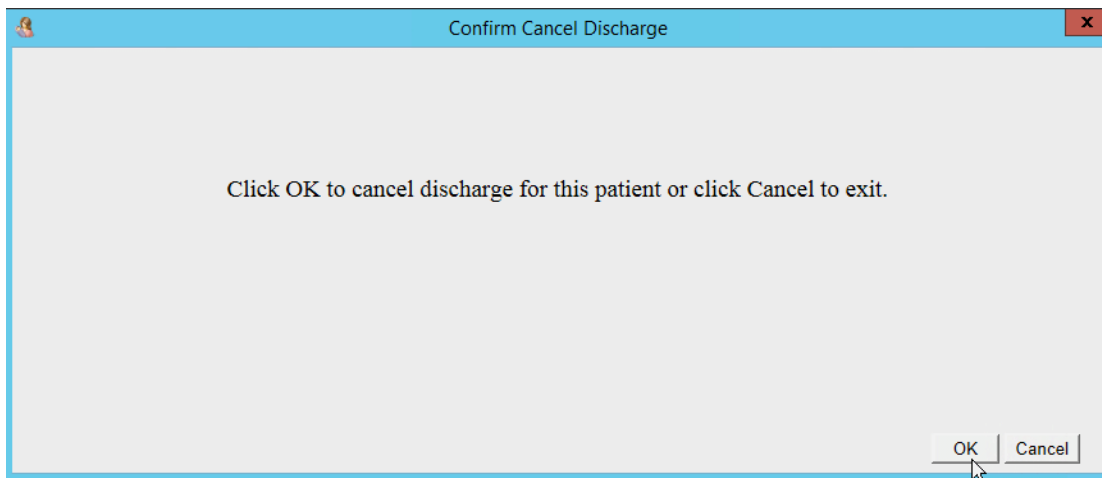 Confirm Cancel Discharge
x
Click OK to cancel discharge for this patient or click Cancel to exit.
OK Cancel